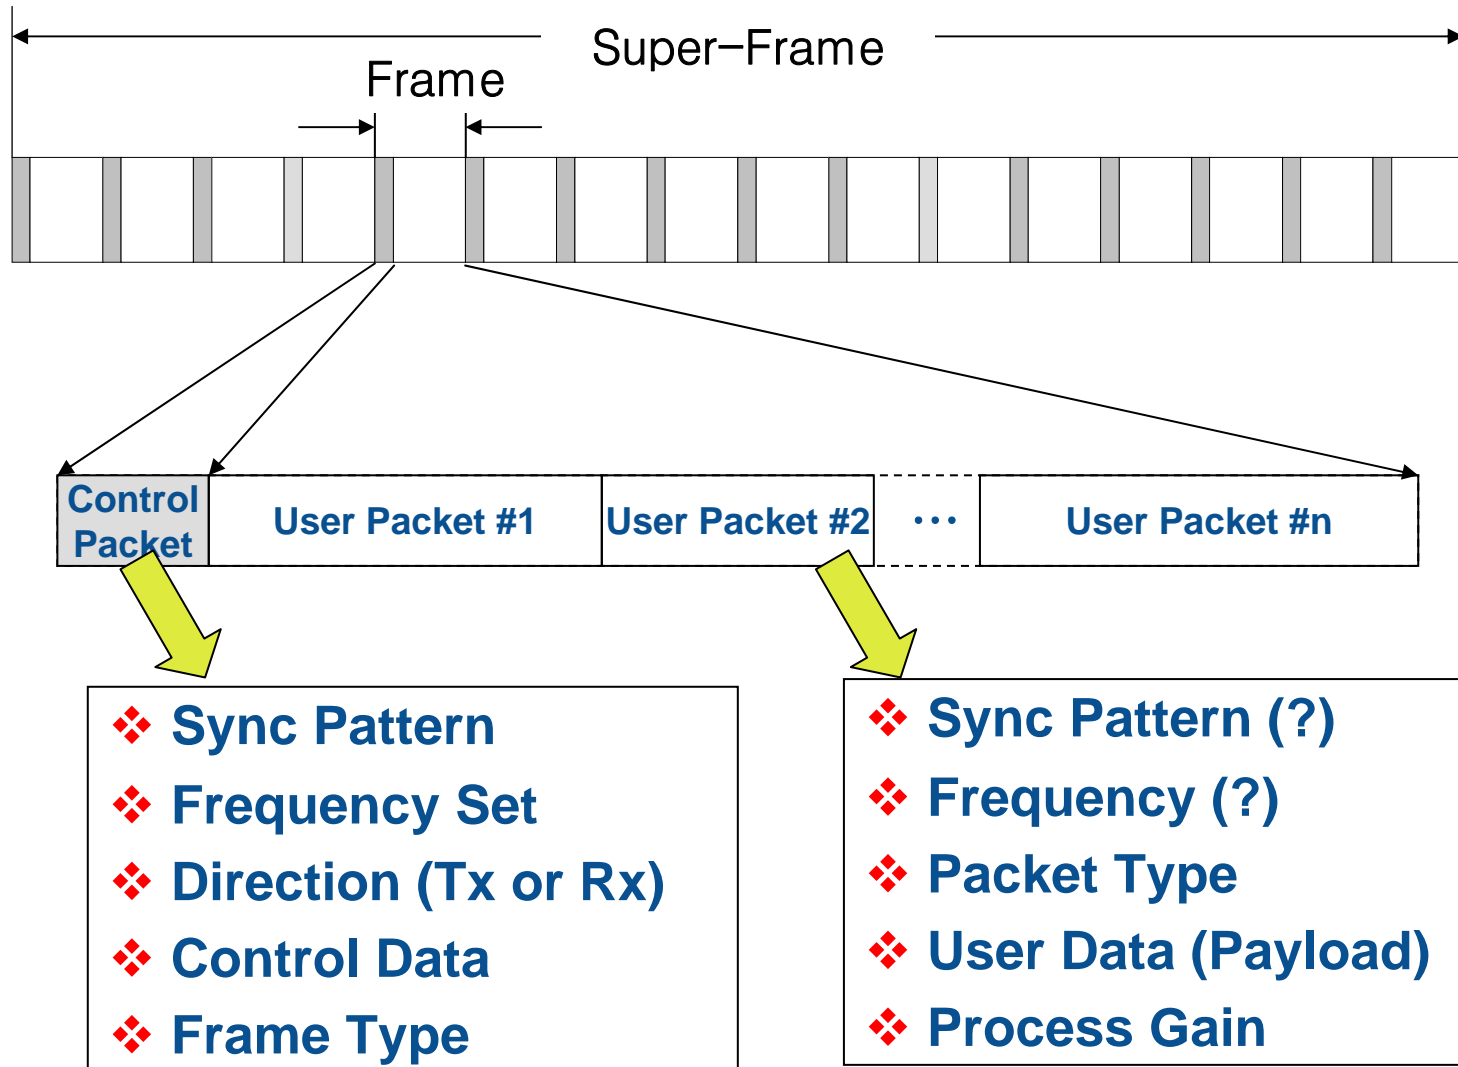 Super-Frame
Frame
Control
Packet
User Packet #1
User Packet #2
...
User Packet #n
❖ Sync Pattern
❖ Frequency Set
❖ Direction (Tx or Rx)
❖ Control Data
❖ Frame Type
❖ Sync Pattern (?)
❖ Frequency (?)
❖ Packet Type
❖ User Data (Payload)
❖ Process Gain